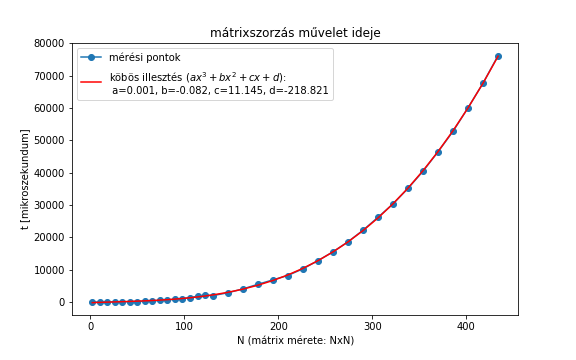 mátrixszorzás művelet ideje
80000
70000
60000
50000
40000
30000
20000
10000
0
t [mikroszekundum]
mérési pontok
köbös illesztés (ax³ + bx² + cx + d):
a=0.001, b=-0.082, c=11.145, d=-218.821
0 100 200 300 400
N (mátrix mérete: NxN)